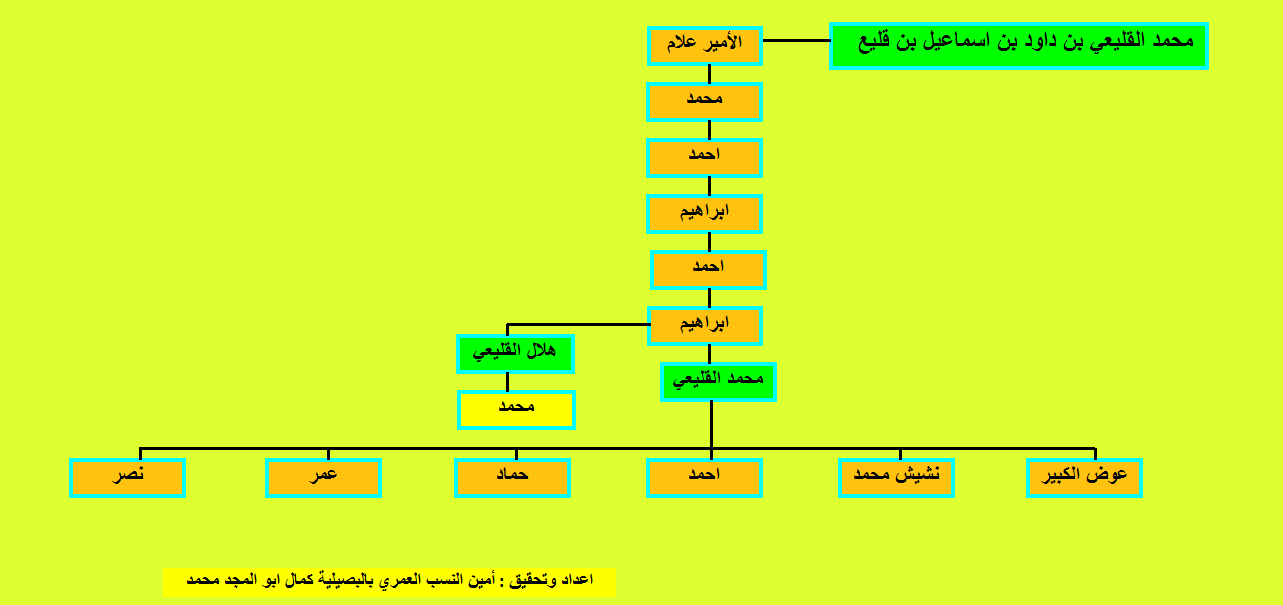 محمد القليعي بن داود بن اسماعيل بن قليع
الأمير علام
محمد
احمد
ابراهيم
احمد
ابراهيم
هلال القليعي
محمد القليعي
محمد
عوض الكبير
نشيش محمد
احمد
حماد
عمر
نصر
اعداد وتحقيق : أمين النسب العمري بالبصيلية كمال ابو المجد محمد